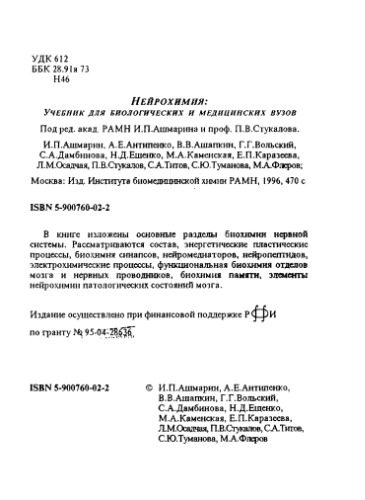 УДК 612
ББК 28.91я 73
Н46
НЕЙРОХИМИЯ:
УЧЕБНИК ДЛЯ БИОЛОГИЧЕСКИХ И МЕДИЦИНСКИХ ВУЗОВ
Под ред. акад. РАМН И.П.Ашмарина и проф. П.В.Стукалова.
И.П.Ашмарин, А.Е.Антипенко, В.В.Ашапкин, Г.Г.Вольский,
С.А.Дамбинова, Н.Д.Ещенко, М.А.Каменская, Е.П.Каразеева,
Л.М.Осадчая, П.В.Стукалов, С.А.Титов, С.Ю.Туманова, М.А.Флеров;
Москва: Изд. Института биомедицинской химии РАМН, 1996, 470 с
ISBN 5-900760-02-2
В книге изложены основные разделы биохимии нервной
системы. Рассматриваются состав, энергетические пластические
процессы, биохимия синапсов, нейромедиаторов, нейропептидов,
электрохимические процессы, функциональная биохимия отделов
мозга и нервных проводников, биохимия памяти, элементы
нейрохимии патологических состояний мозга.
Издание осуществлено при финансовой поддержке РФФИ
по гранту № 95-04-28636
ISBN 5-900760-02-2
© И.П.Ашмарин, А.Е.Антипенко,
В.В.Ашапкин, Г.Г.Вольский,
С.А.Дамбинова, Н.Д.Ещенко,
М.А.Каменская, Е.П.Каразеева,
Л.М.Осадчая, П.В.Стукалов, С.А.Титов,
С.Ю.Туманова, М.А.Флеров